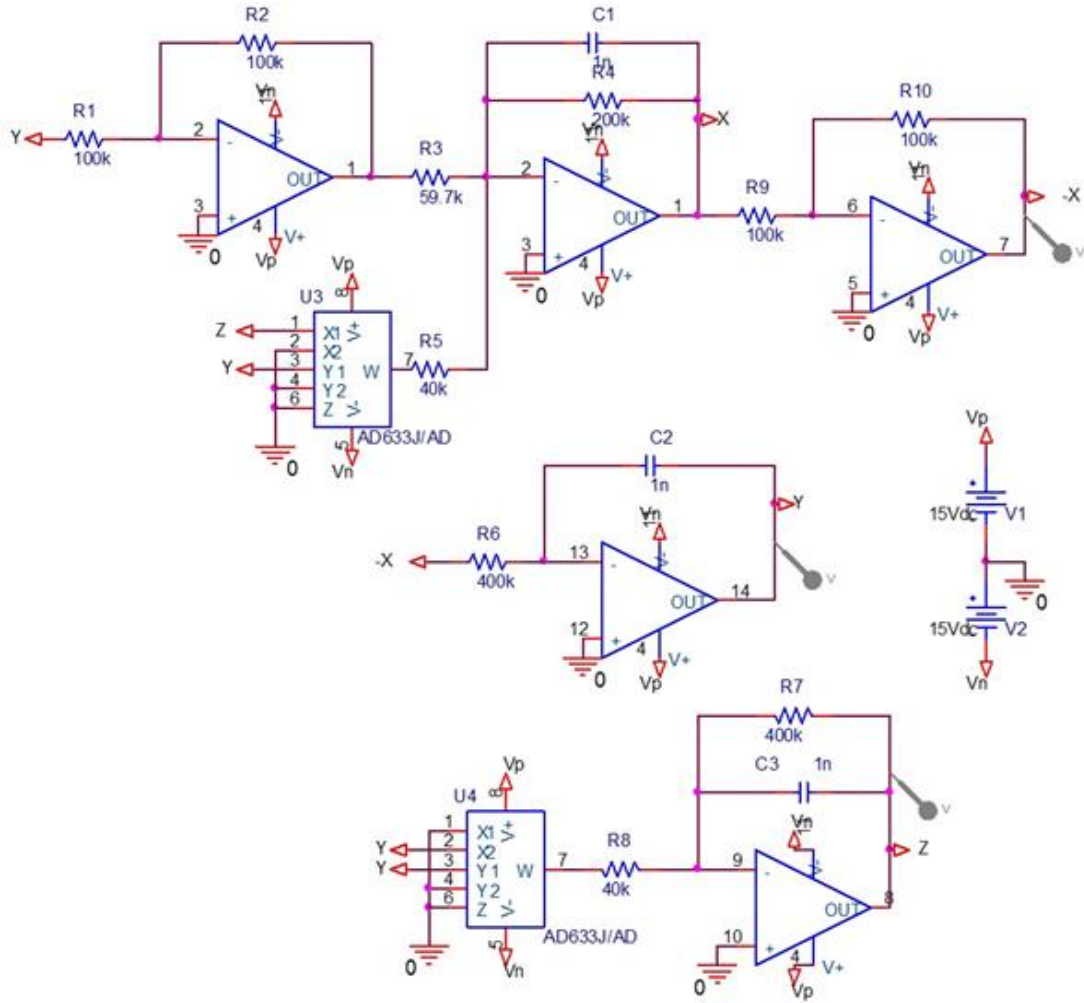 R2
100k
R1
Y
100k
Vn
2
-
V-
OUT
1
3
+
4
V+
0
Vp
C1
1n
R4
200k
X
R3
59.7k
Vn
2
-
V-
OUT
1
3
+
4
V+
0
Vp
R10
100k
R9
100k
Vn
6
-
V-
-X
OUT
7
V
5
+
4
V+
0
Vp
Vp
U3
8
Z
1
X1
V+
2
X2
Y
3
Y1
W
7
R5
40k
4
Y2
6
Z
V-
AD633J/AD
5
0
Vn
C2
1n
Y
-X
R6
400k
Vn
13
-
V-
OUT
14
V
12
+
4
V+
0
Vp
Vp
15Vdc
V1
0
15Vdc
V2
Vn
R7
400k
C3
1n
V
Vp
U4
8
1
X1
V+
Y
2
X2
Y
3
Y1
W
7
R8
40k
4
Y2
6
Z
V-
AD633J/AD
5
0
Vn
Vn
9
-
V-
Z
OUT
8
10
+
4
V+
0
Vp